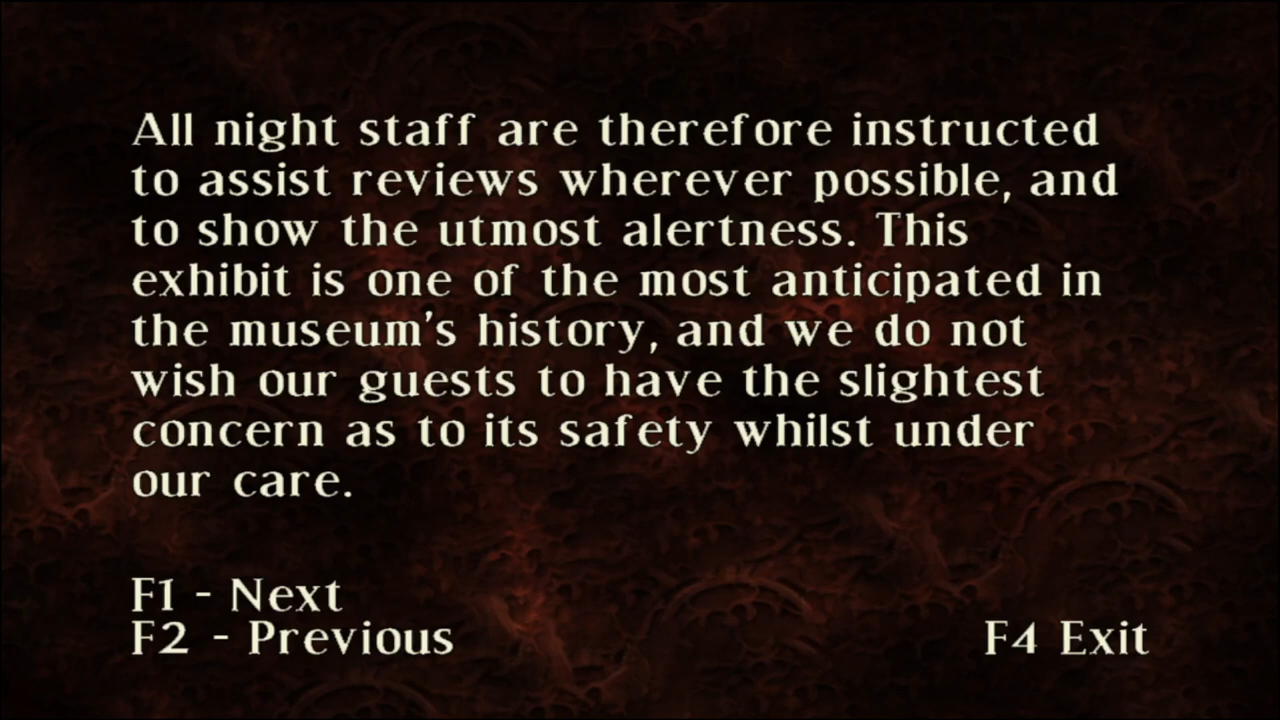 All night staff are therefore instructed
to assist reviews wherever possible, and
to show the utmost alertness. This
exhibit is one of the most anticipated in
the museum's history, and we do not
wish our guests to have the slightest
concern as to its safety whilst under
our care.
F1 - Next
F2 - Previous
F4 Exit